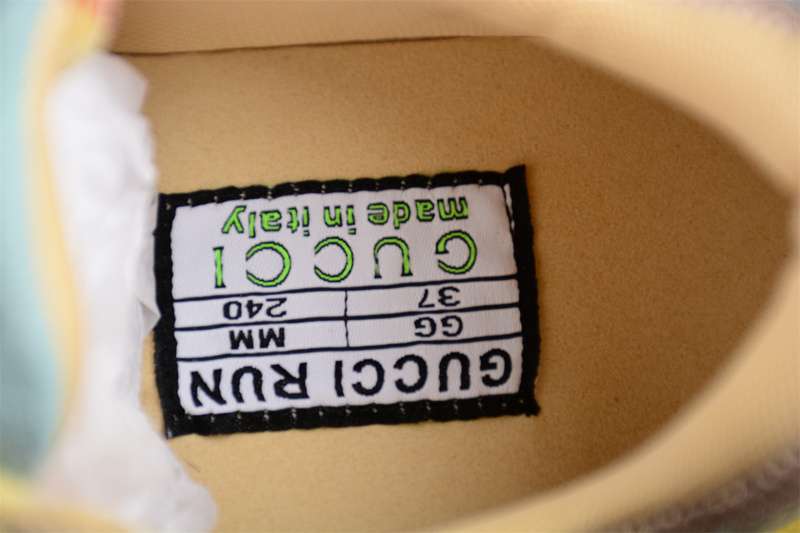 GUCCI RUN
GG MM
37 240
GUCCI
made in italy